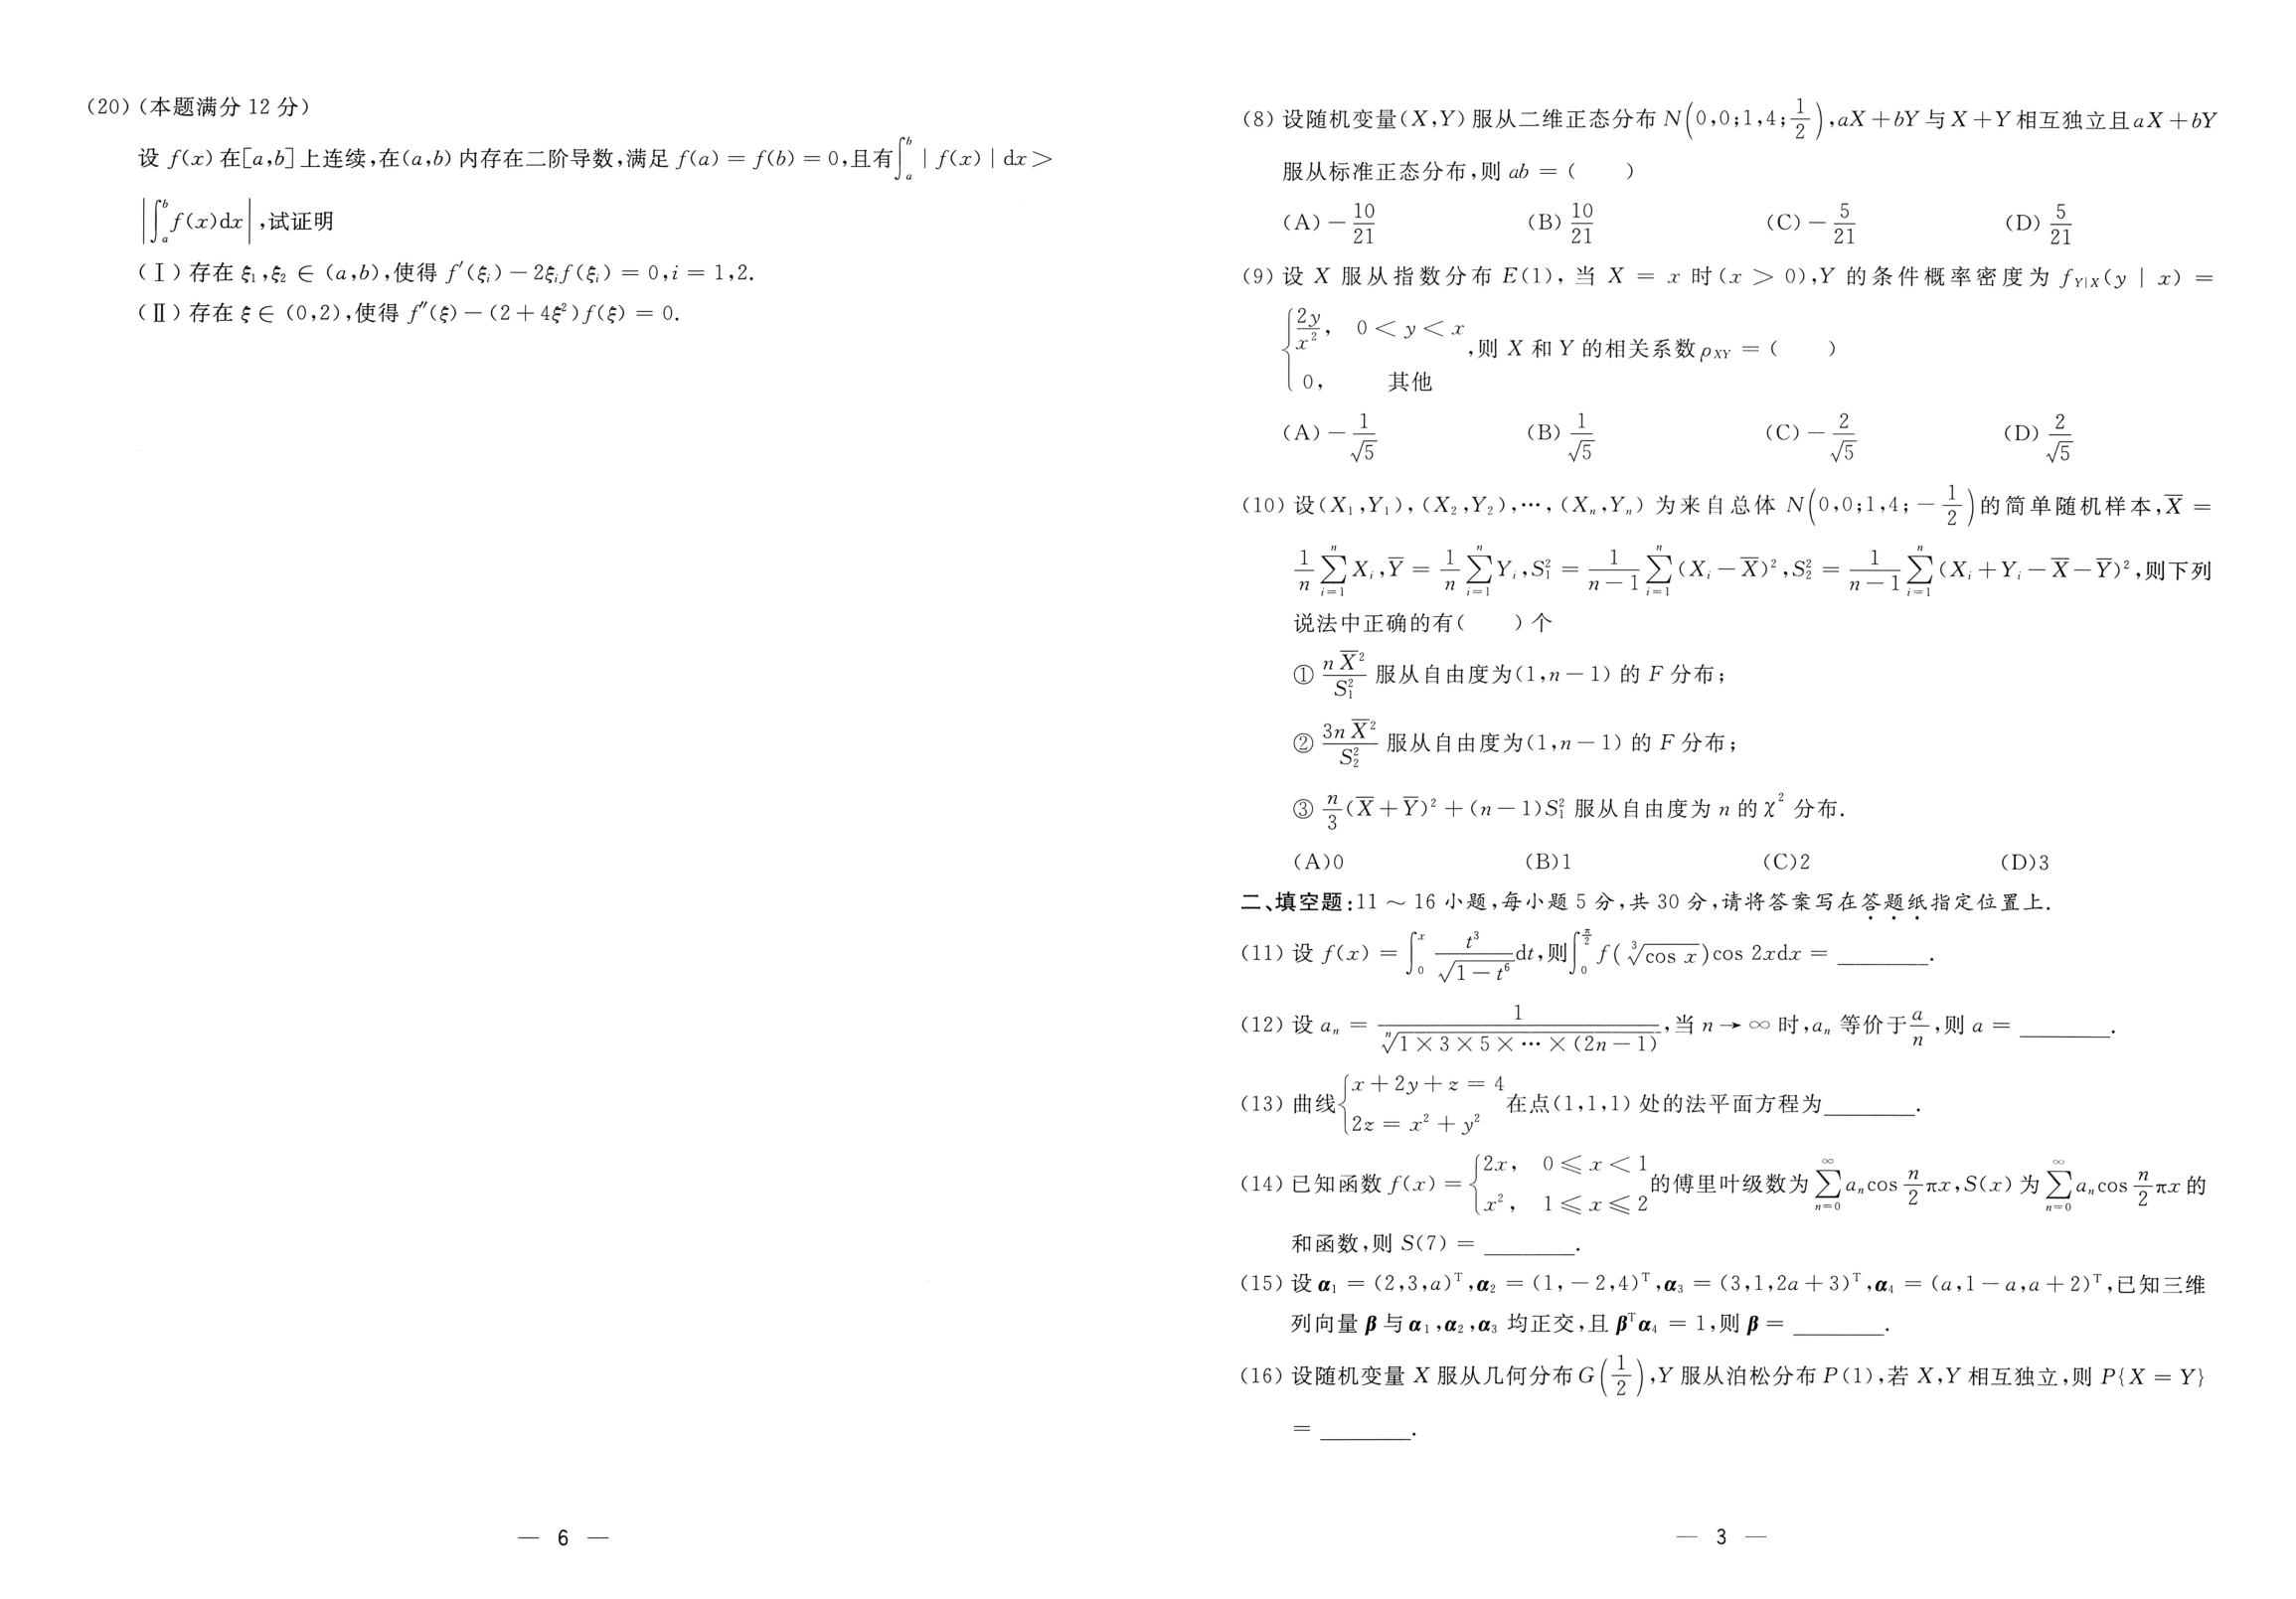 (20)(本题满分 12 分)
设 f(x) 在[a,b]上连续,在(a,b) 内存在二阶导数,满足 f(a) = f(b) = 0,且有∫_a^b | f(x) | dx >
|∫_a^b f(x)dx|,试证明
(Ⅰ)存在 ξ₁,ξ₂ ∈ (a,b),使得 f′(ξᵢ) − 2ξᵢf(ξᵢ) = 0,i = 1,2.
(Ⅱ)存在 ξ ∈ (0,2),使得 f″(ξ) − (2 + 4ξ²)f(ξ) = 0.
— 6 —
(8) 设随机变量(X,Y) 服从二维正态分布 N(0,0;1,4;1/2),aX + bY 与 X + Y 相互独立且 aX + bY
服从标准正态分布,则 ab = (  )
(A) − 10/21 (B) 10/21 (C) − 5/21 (D) 5/21
(9) 设 X 服从指数分布 E(1), 当 X = x 时(x > 0),Y 的条件概率密度为 f_{Y|X}(y | x) =
{2y/x², 0 < y < x
0, 其他 ,则 X 和 Y 的相关系数 ρ_{XY} = (  )
(A) − 1/√5 (B) 1/√5 (C) − 2/√5 (D) 2/√5
(10) 设(X₁,Y₁),(X₂,Y₂),⋯,(Xₙ,Yₙ) 为来自总体 N(0,0;1,4;−1/2)的简单随机样本,X̅ =
1/n ∑_{i=1}^n Xᵢ,Y̅ = 1/n ∑_{i=1}^n Yᵢ,S₁² = 1/(n−1) ∑_{i=1}^n (Xᵢ − X̅)²,S₂² = 1/(n−1) ∑_{i=1}^n (Xᵢ + Yᵢ − X̅ − Y̅)²,则下列
说法中正确的有(  ) 个
① nX̅²/S₁² 服从自由度为(1,n − 1) 的 F 分布;
② 3nX̅²/S₂² 服从自由度为(1,n − 1) 的 F 分布;
③ n/3 (X̅ + Y̅)² + (n − 1)S₁² 服从自由度为 n 的 χ² 分布.
(A)0 (B)1 (C)2 (D)3
二、填空题:11 ~ 16 小题,每小题 5 分,共 30 分,请将答案写在答题纸指定位置上.
(11) 设 f(x) = ∫_0^x t³/√(1 − t⁶) dt,则∫_0^{π/2} f(∛(cos x))cos 2xdx = ________.
(12) 设 aₙ = 1/ⁿ√(1 × 3 × 5 × ⋯ × (2n − 1)),当 n → ∞ 时,aₙ 等价于 a/n,则 a = ________.
(13) 曲线{x + 2y + z = 4
2z = x² + y² 在点(1,1,1) 处的法平面方程为________.
(14) 已知函数 f(x) = {2x, 0 ⩽ x < 1
x², 1 ⩽ x ⩽ 2 的傅里叶级数为 ∑_{n=0}^∞ aₙcos n/2 πx,S(x) 为 ∑_{n=0}^∞ aₙcos n/2 πx 的
和函数,则 S(7) = ________.
(15) 设 α₁ = (2,3,a)ᵀ,α₂ = (1,− 2,4)ᵀ,α₃ = (3,1,2a + 3)ᵀ,α₄ = (a,1 − a,a + 2)ᵀ,已知三维
列向量 β 与 α₁,α₂,α₃ 均正交,且 βᵀα₄ = 1,则 β = ________.
(16) 设随机变量 X 服从几何分布 G(1/2),Y 服从泊松分布 P(1),若 X,Y 相互独立,则 P{X = Y}
= ________.
— 3 —